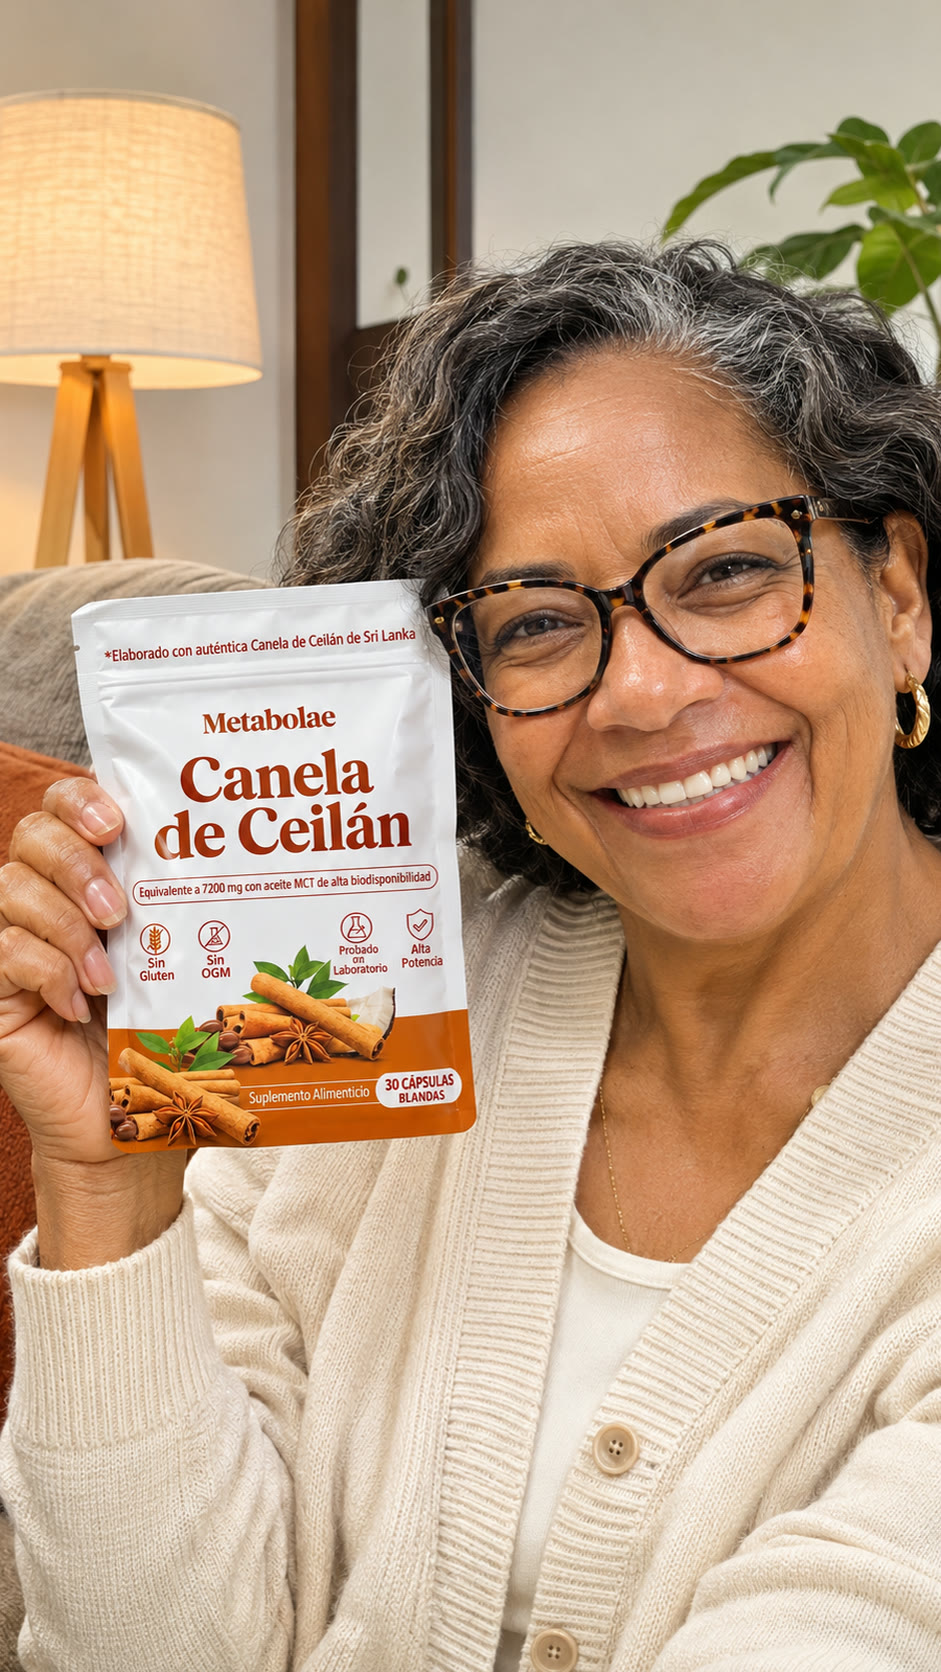 *Elaborado con auténtica Canela de Ceilán de Sri Lanka
Metabolae
Canela
de Ceilán
Equivalente a 7200 mg con aceite MCT de alta biodisponibilidad
Sin
Gluten
Sin
OGM
Probado
en
Laboratorio
Alta
Potencia
Suplemento Alimenticio
30 CÁPSULAS
BLANDAS